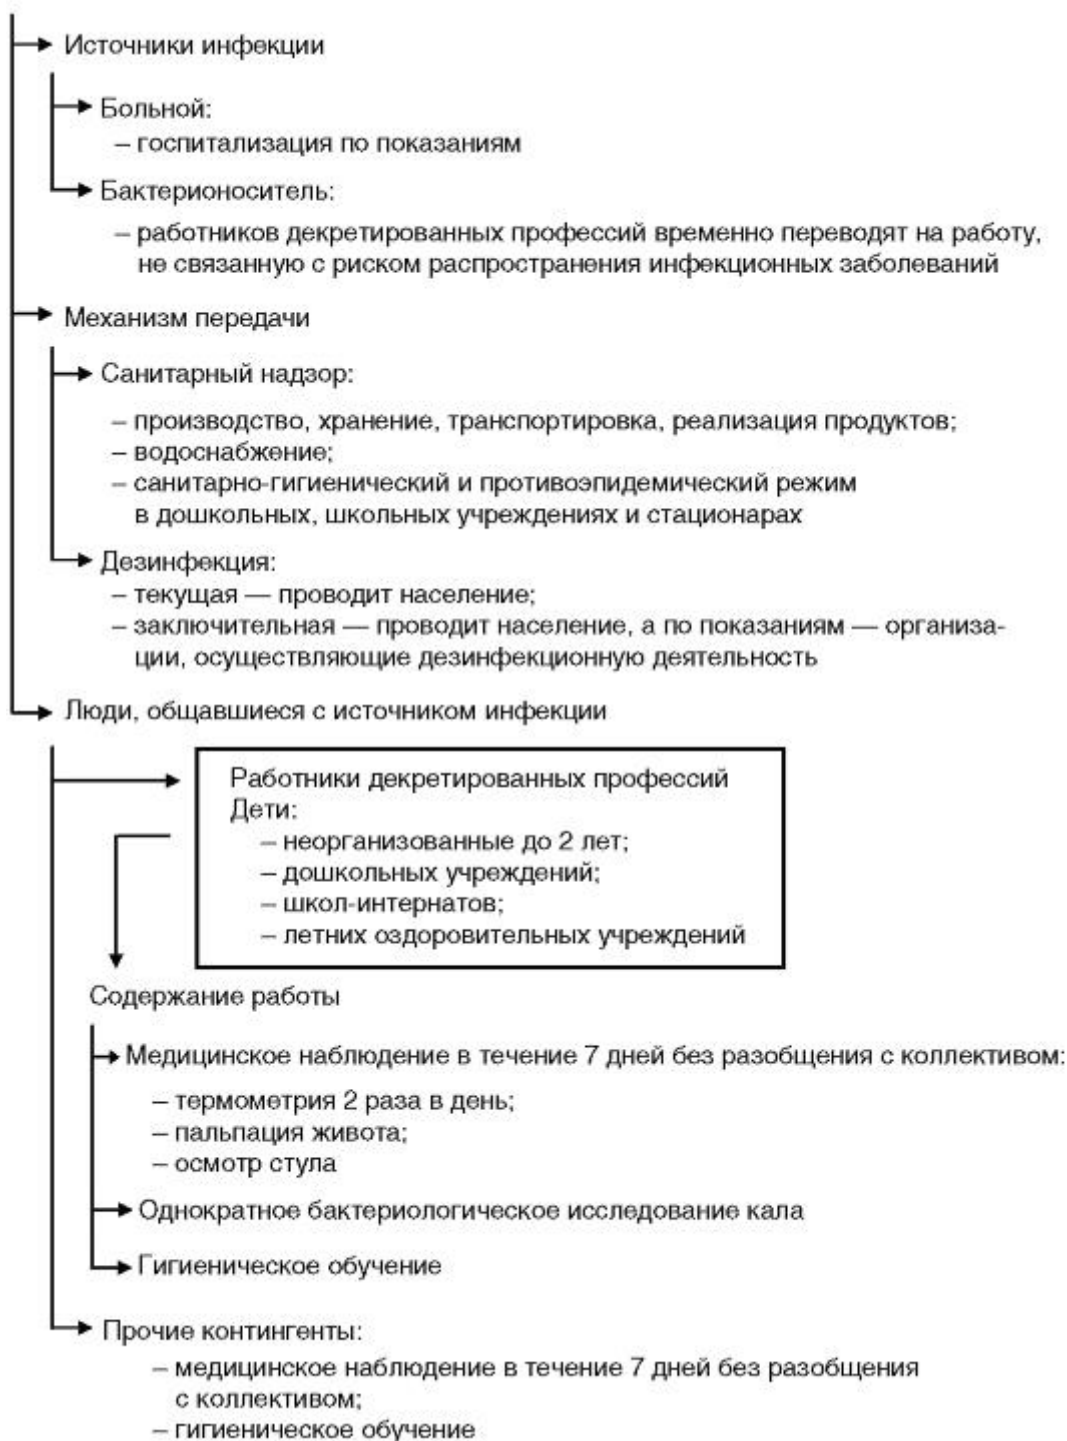 Источники инфекции
Больной:
– госпитализация по показаниям
Бактерионоситель:
– работников декретированных профессий временно переводят на работу,
не связанную с риском распространения инфекционных заболеваний
Механизм передачи
Санитарный надзор:
– производство, хранение, транспортировка, реализация продуктов;
– водоснабжение;
– санитарно-гигиенический и противоэпидемический режим
в дошкольных, школьных учреждениях и стационарах
Дезинфекция:
– текущая — проводит население;
– заключительная — проводит население, а по показаниям — организа-
ции, осуществляющие дезинфекционную деятельность
Люди, общавшиеся с источником инфекции
Работники декретированных профессий
Дети:
– неорганизованные до 2 лет;
– дошкольных учреждений;
– школ-интернатов;
– летних оздоровительных учреждений
Содержание работы
Медицинское наблюдение в течение 7 дней без разобщения с коллективом:
– термометрия 2 раза в день;
– пальпация живота;
– осмотр стула
Однократное бактериологическое исследование кала
Гигиеническое обучение
Прочие контингенты:
– медицинское наблюдение в течение 7 дней без разобщения
с коллективом;
– гигиеническое обучение